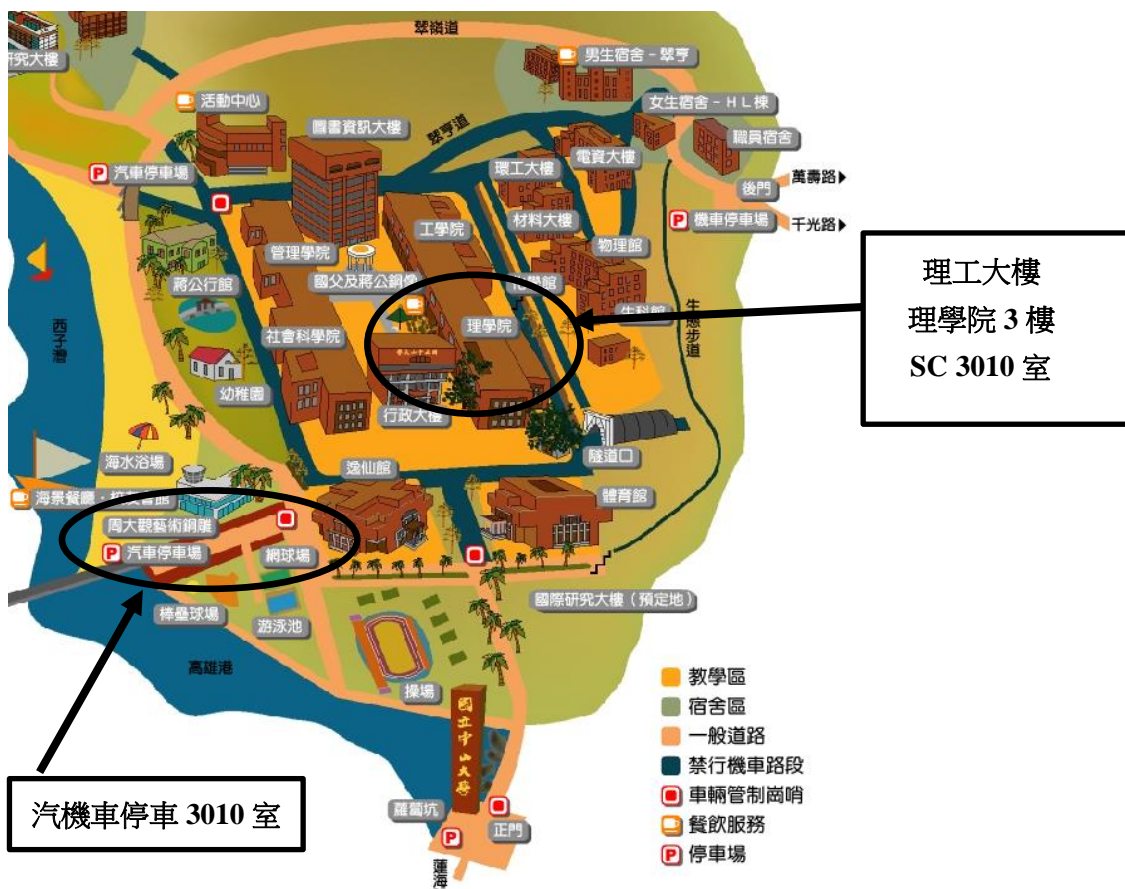 翠嶺道
研究大樓
男生宿舍－翠亨
活動中心
圖書資訊大樓
女生宿舍－HL棟
翠亨道
職員宿舍
電資大樓
環工大樓
汽車停車場
後門
萬壽路
材料大樓
機車停車場
千光路
工學院
物理館
管理學院
國父及蔣公銅像
學館
蔣公行館
生科館
生態步道
理工大樓
理學院 3 樓
SC 3010 室
西子灣
社會科學院
理學院
幼稚園
行政大樓
海水浴場
逸仙館
隧道口
海景餐廳・校友會館
體育館
周大觀藝術銅雕
汽車停車場
網球場
國際研究大樓（預定地）
棒壘球場
游泳池
高雄港
操場
國立中山大學
教學區
宿舍區
一般道路
禁行機車路段
車輛管制崗哨
餐飲服務
停車場
汽機車停車 3010 室
蘿蔔坑
正門
蓮海